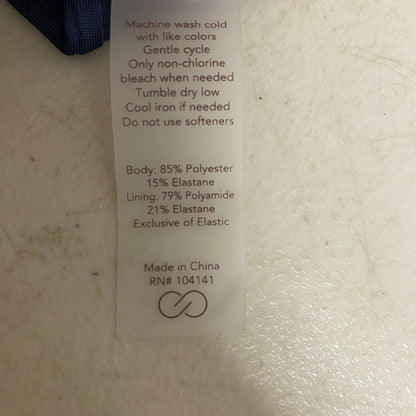 Machine wash cold
with like colors
Gentle cycle
Only non-chlorine
bleach when needed
Tumble dry low
Cool iron if needed
Do not use softeners
Body: 85% Polyester
15% Elastane
Lining: 79% Polyamide
21% Elastane
Exclusive of Elastic
Made in China
RN# 104141